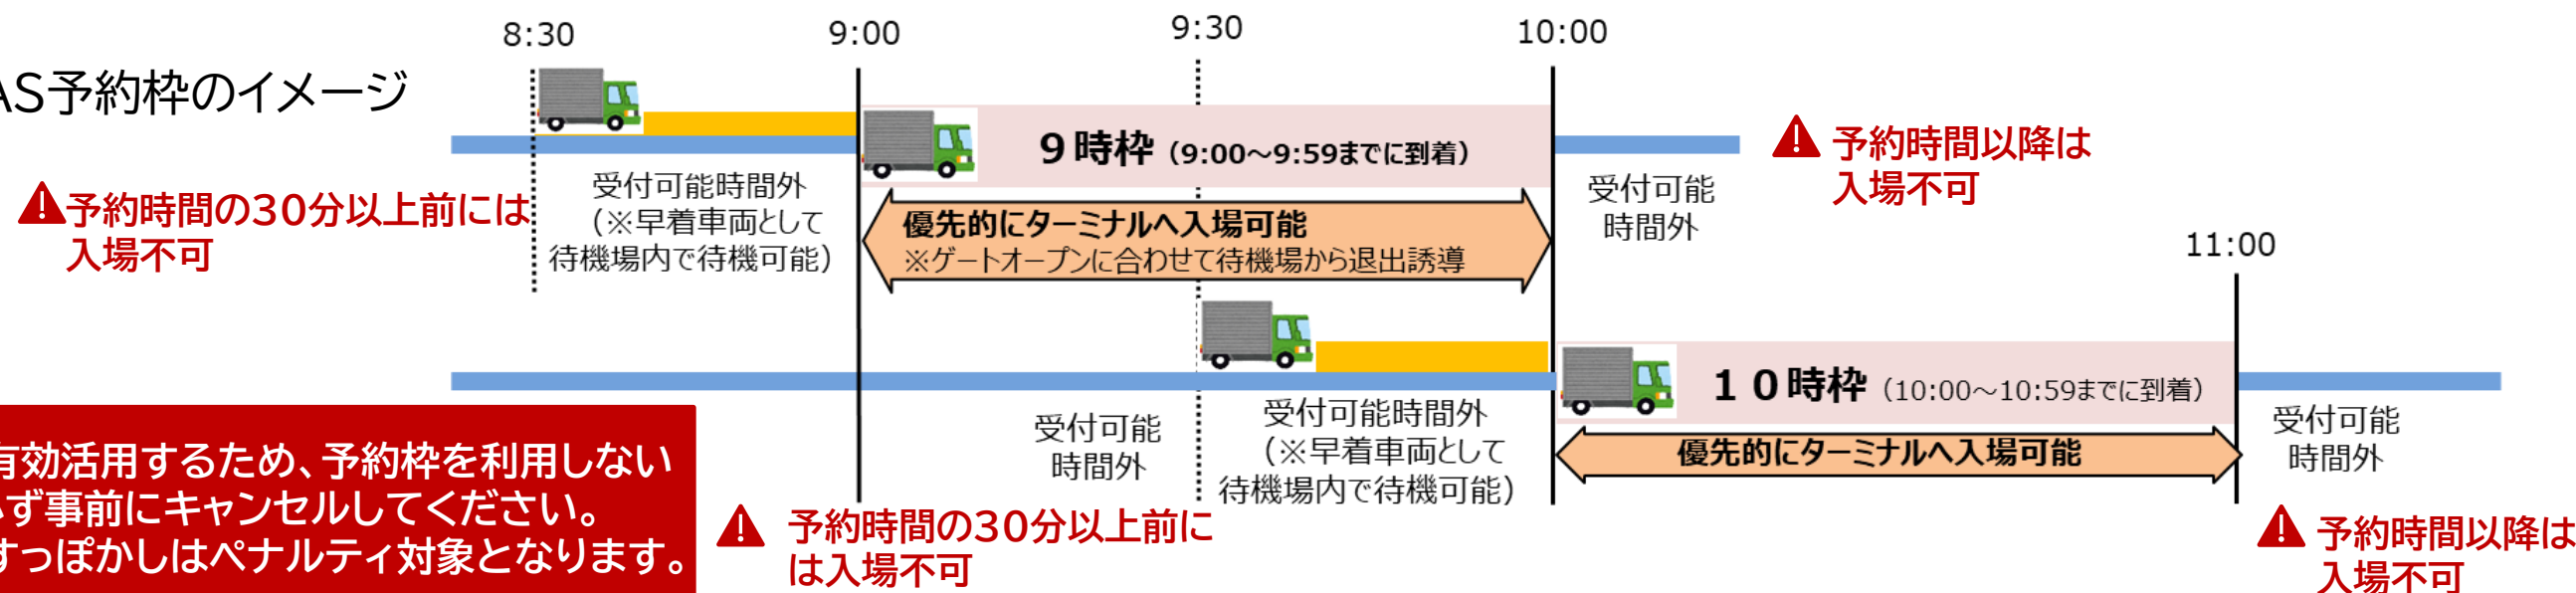 8:30
9:00
9:30
10:00
AS予約枠のイメージ
９時枠（9:00～9:59までに到着）
予約時間の30分以上前には
入場不可
受付可能時間外
（※早着車両として
待機場内で待機可能）
優先的にターミナルへ入場可能
※ゲートオープンに合わせて待機場から退出誘導
受付可能
時間外
予約時間以降は
入場不可
11:00
１０時枠（10:00～10:59までに到着）
受付可能
時間外
受付可能時間外
（※早着車両として
待機場内で待機可能）
優先的にターミナルへ入場可能
受付可能
時間外
有効活用するため、予約枠を利用しない
ず事前にキャンセルしてください。
すっぽかしはペナルティ対象となります。
予約時間の30分以上前に
は入場不可
予約時間以降は
入場不可